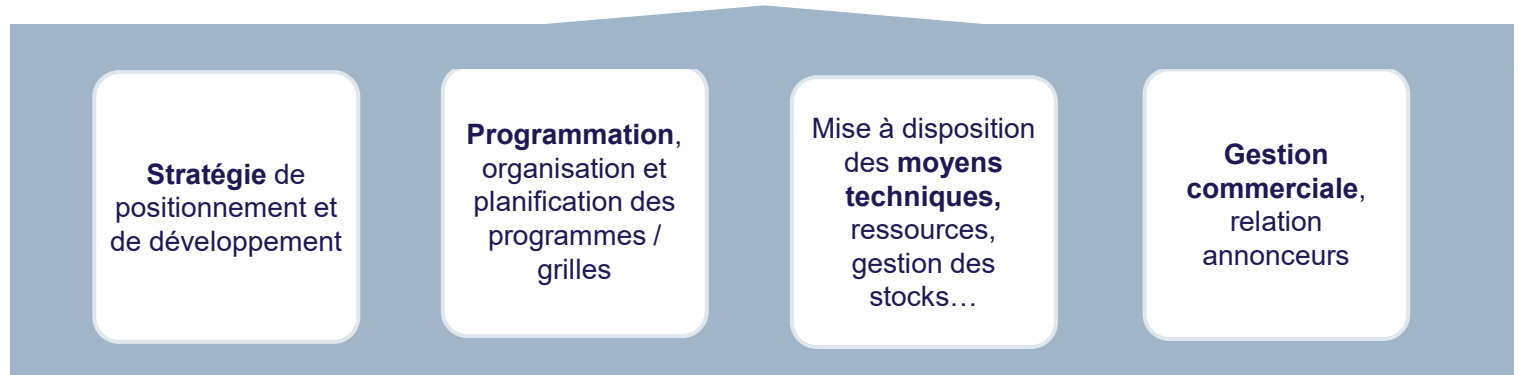 Stratégie de
positionnement et
de développement
Programmation,
organisation et
planification des
programmes /
grilles
Mise à disposition
des moyens
techniques,
ressources,
gestion des
stocks…
Gestion
commerciale,
relation
annonceurs